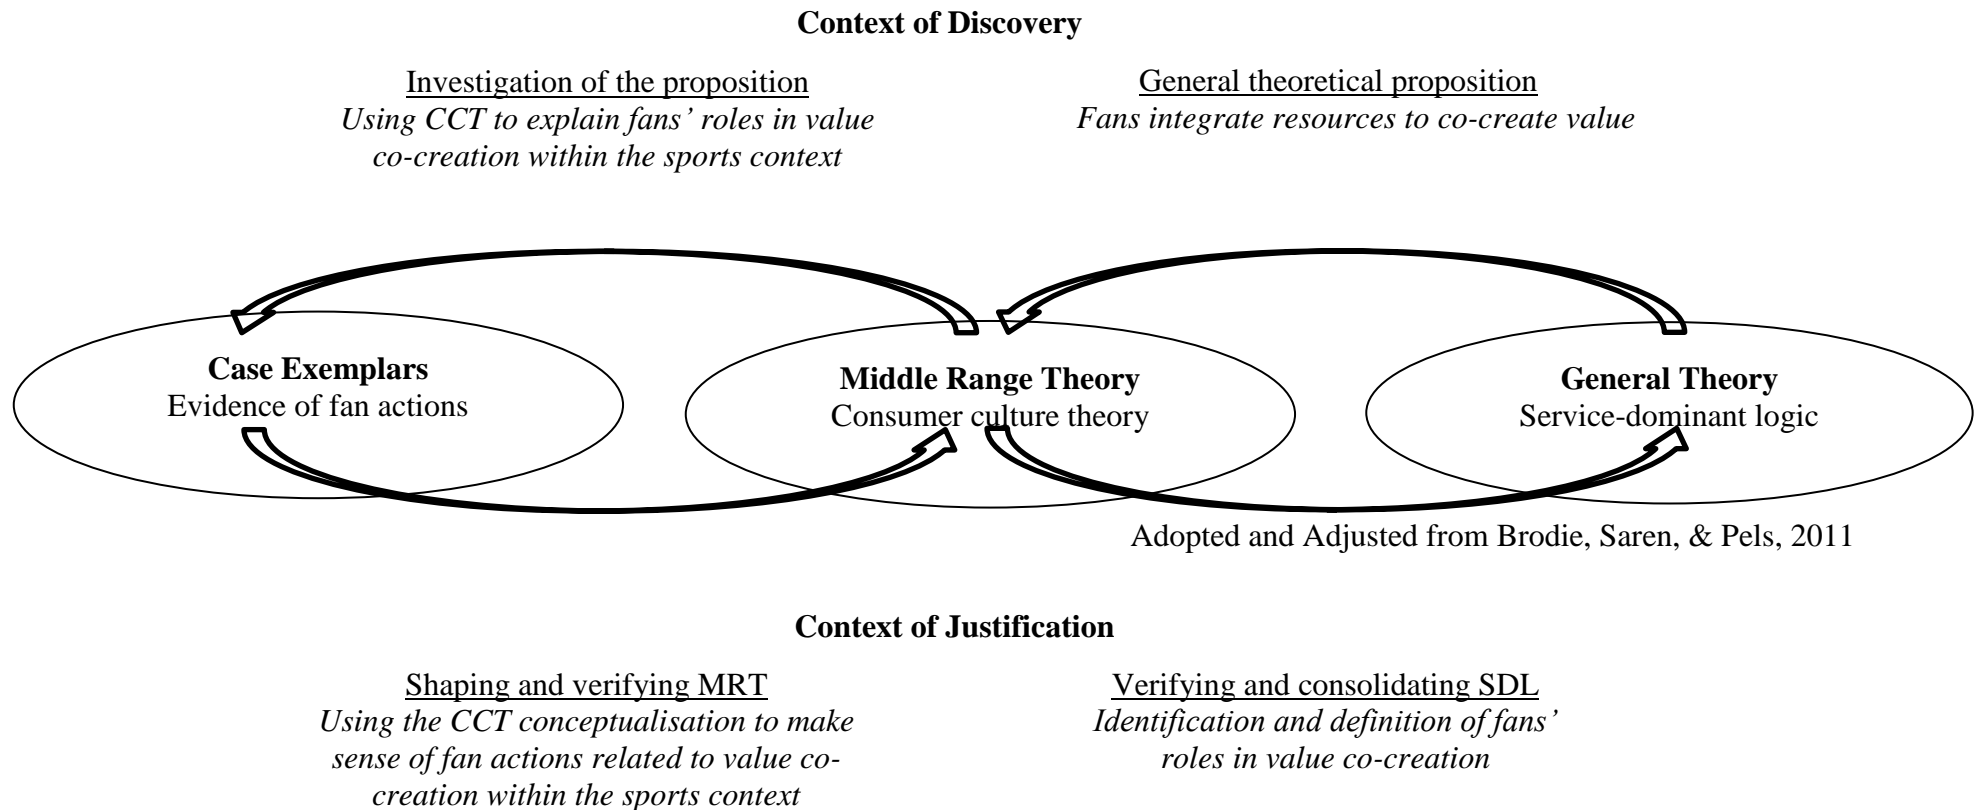 Context of Discovery
Investigation of the proposition
Using CCT to explain fans' roles in value
co-creation within the sports context
General theoretical proposition
Fans integrate resources to co-create value
Case Exemplars
Evidence of fan actions
Middle Range Theory
Consumer culture theory
General Theory
Service-dominant logic
Adopted and Adjusted from Brodie, Saren, & Pels, 2011
Context of Justification
Shaping and verifying MRT
Using the CCT conceptualisation to make
sense of fan actions related to value co-
creation within the sports context
Verifying and consolidating SDL
Identification and definition of fans'
roles in value co-creation